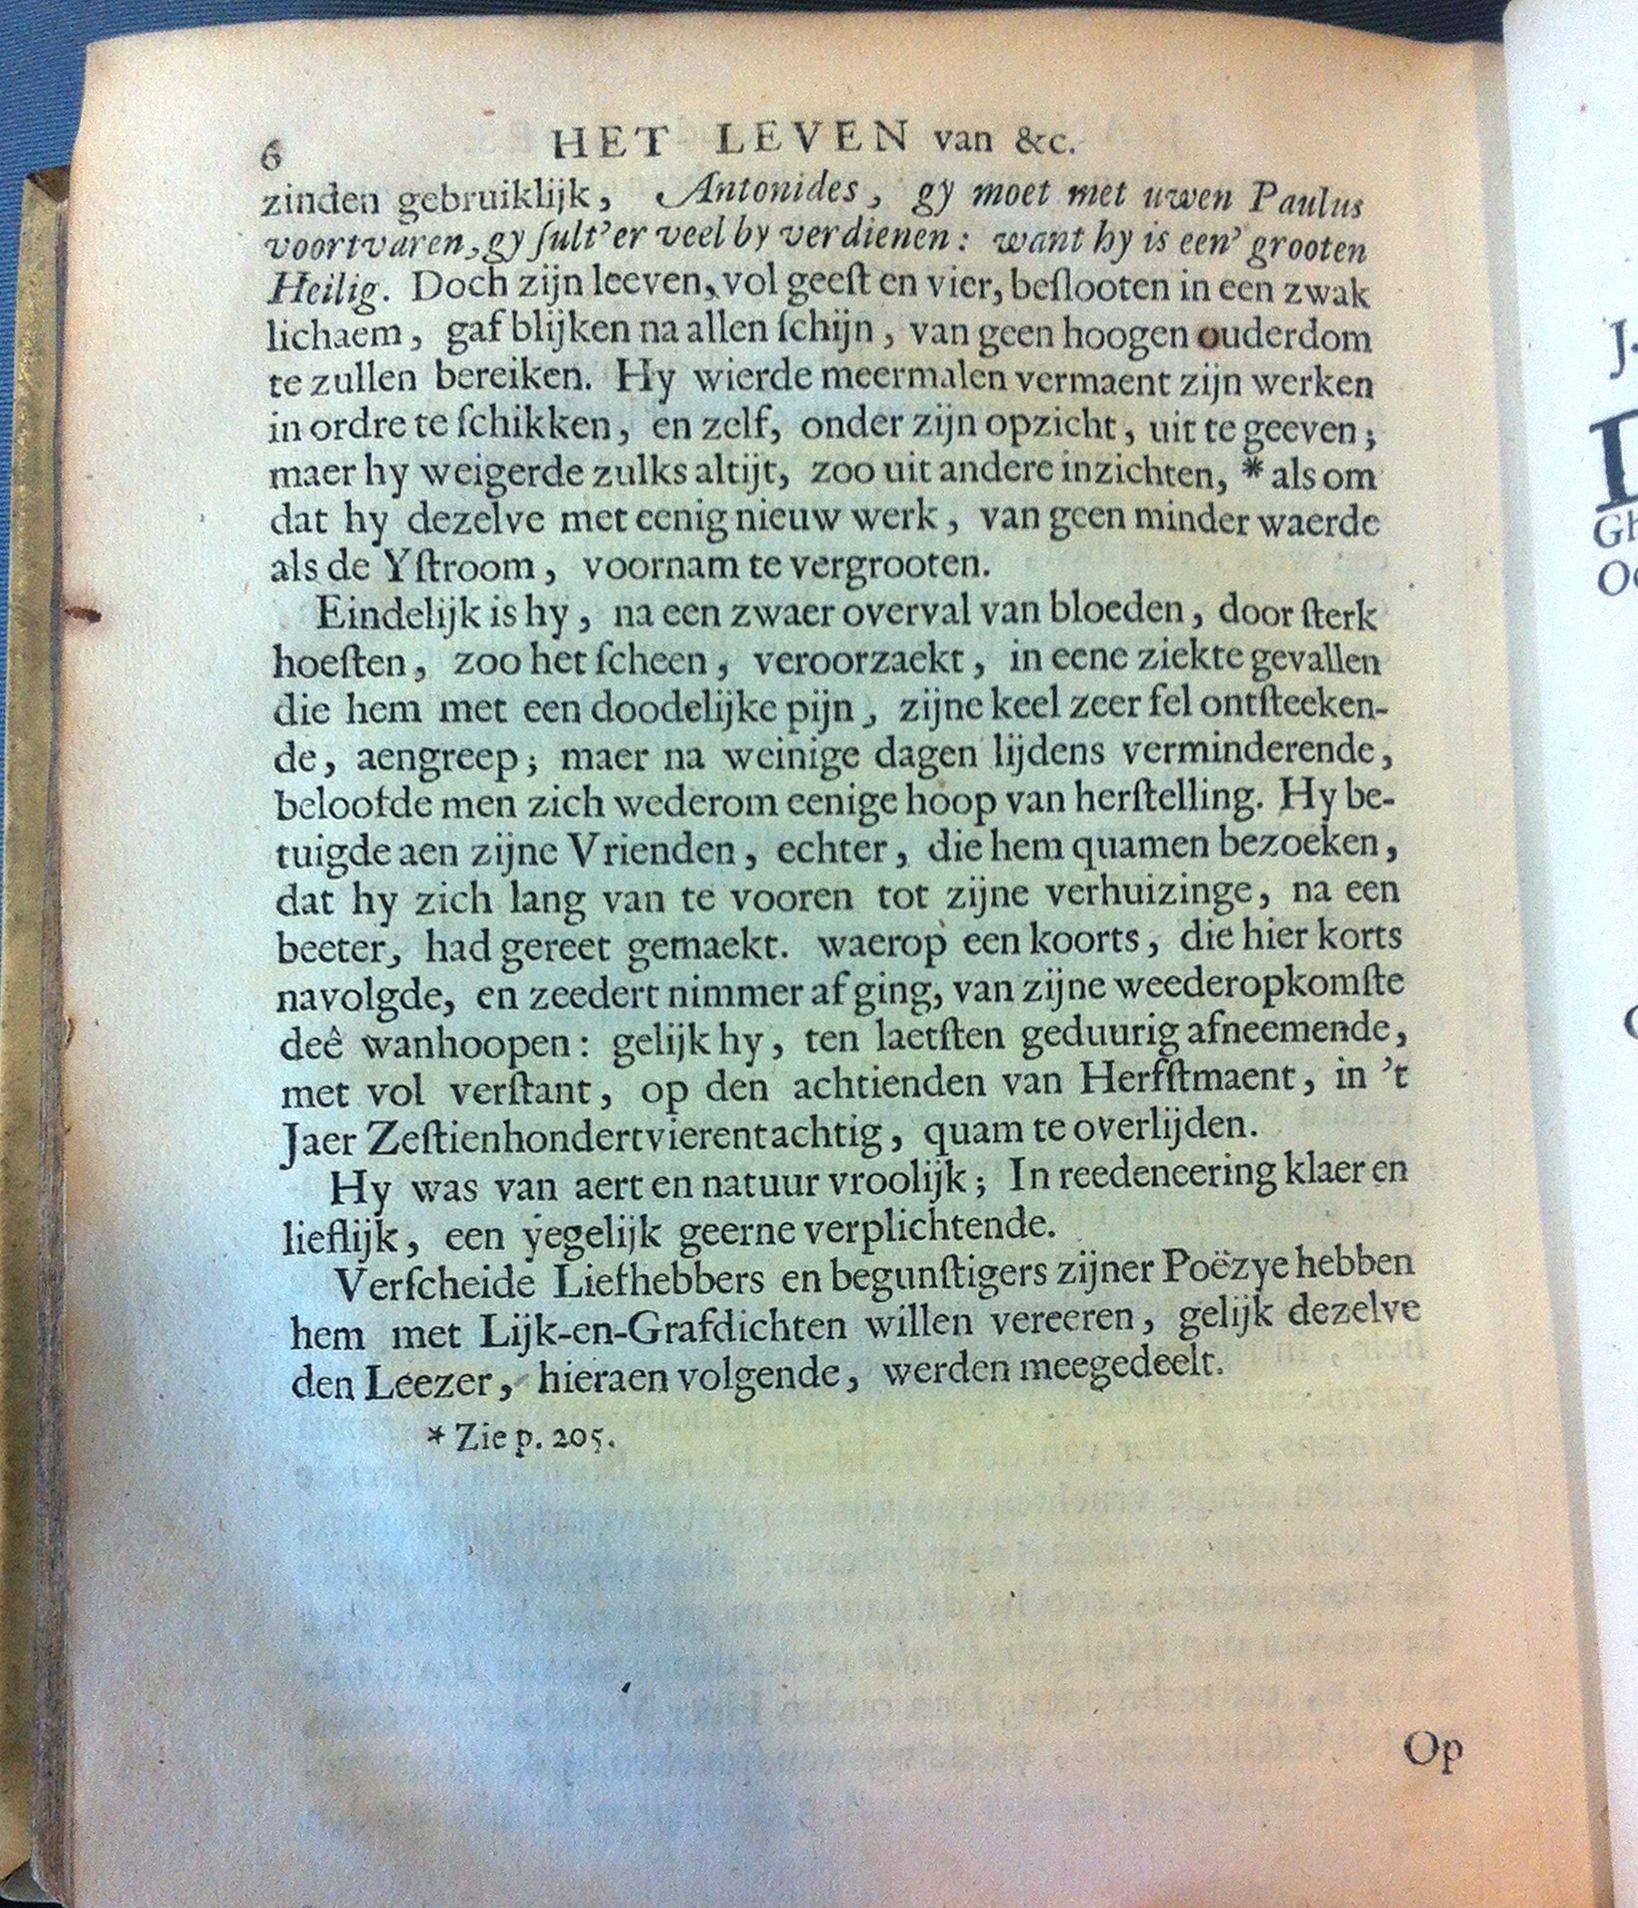 6 HET LEVEN van &c.
zinden gebruiklijk, Antonides, gy moet met uwen Paulus
voortvaren, gy ſult'er veel by verdienen: want hy is een' grooten
Heilig. Doch zijn leeven, vol geeſt en vier, beſlooten in een zwak
lichaem, gaf blijken na allen ſchijn, van geen hoogen ouderdom
te zullen bereiken. Hy wierde meermalen vermaent zijn werken
in ordre te ſchikken, en zelf, onder zijn opzicht, uit te geeven;
maer hy weigerde zulks altijt, zoo uit andere inzichten, * als om
dat hy dezelve met eenig nieuw werk, van geen minder waerde
als de Yſtroom, voornam te vergrooten.
Eindelijk is hy, na een zwaer overval van bloeden, door ſterk
hoeſten, zoo het ſcheen, veroorzaekt, in eene ziekte gevallen
die hem met een doodelijke pijn, zijne keel zeer fel ontſteeken-
de, aengreep; maer na weinige dagen lijdens verminderende,
beloofde men zich wederom eenige hoop van herſtelling. Hy be-
tuigde aen zijne Vrienden, echter, die hem quamen bezoeken,
dat hy zich lang van te vooren tot zijne verhuizinge, na een
beeter, had gereet gemaekt. waerop een koorts, die hier korts
navolgde, en zeedert nimmer af ging, van zijne weederopkomſte
deê wanhoopen: gelijk hy, ten laetſten geduurig afneemende,
met vol verſtant, op den achtienden van Herfſtmaent, in 't
Jaer Zeſtienhondertvierentachtig, quam te overlijden.
Hy was van aert en natuur vroolijk; In reedeneering klaer en
lieflijk, een yegelijk geerne verplichtende.
Verſcheide Liefhebbers en begunſtigers zijner Poëzye hebben
hem met Lijk-en-Grafdichten willen vereeren, gelijk dezelve
den Leezer, hieraen volgende, werden meegedeelt.
* Zie p. 205.
Op